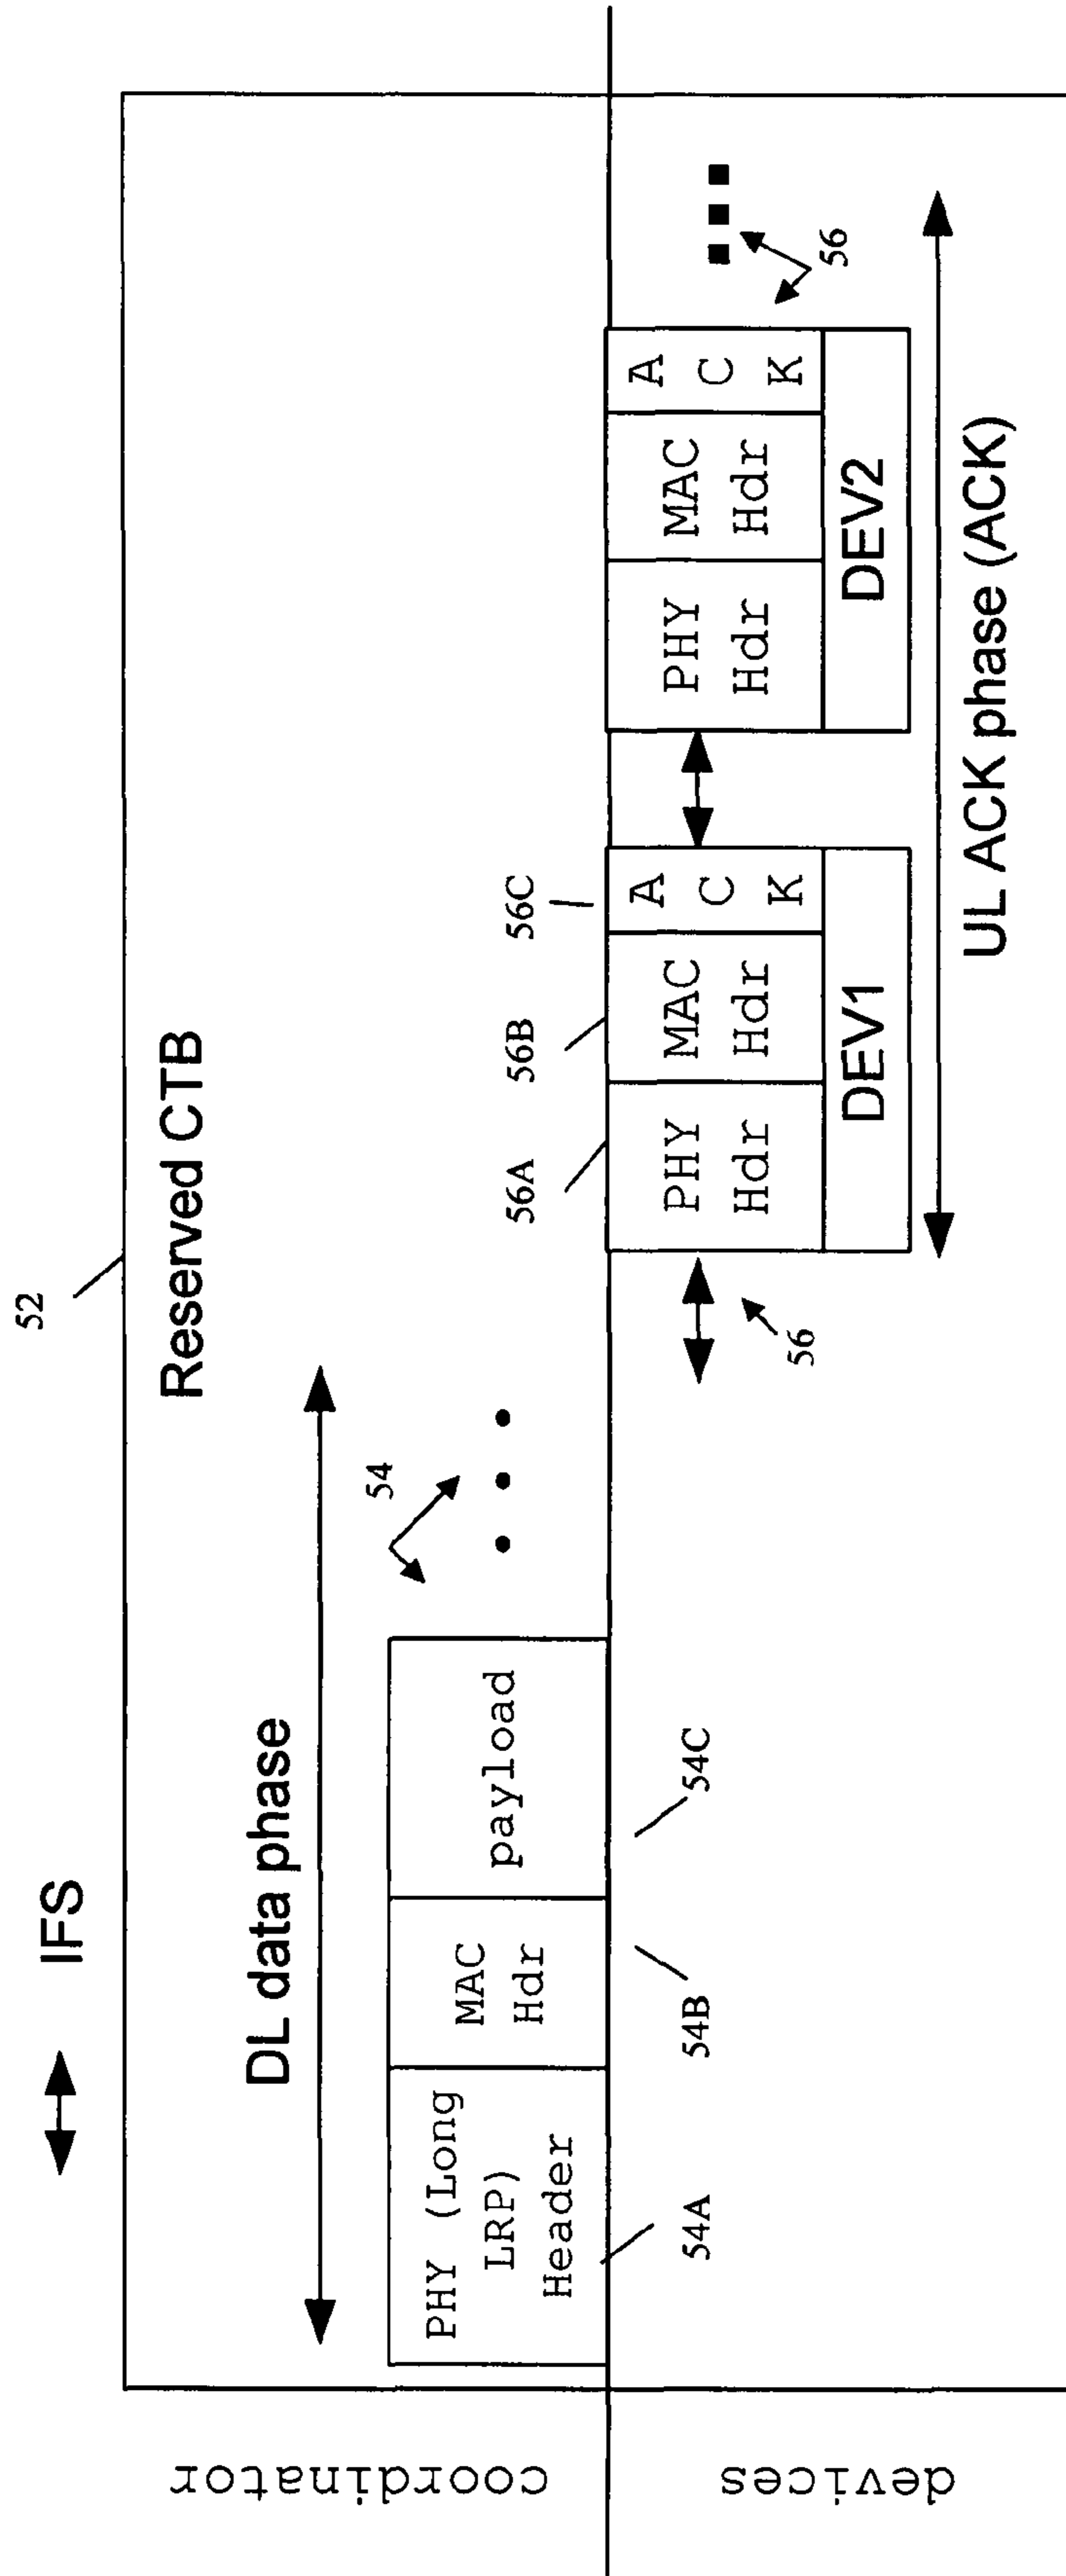 IFS
52
Reserved CTB
DL data phase
54
coordinator
PHY (Long
LRP)
Header
MAC
Hdr
payload
54A
54B
54C
56A
56B
56C
devices
56
PHY
Hdr
MAC
Hdr
A
C
K
DEV1
PHY
Hdr
MAC
Hdr
A
C
K
DEV2
56
UL ACK phase (ACK)